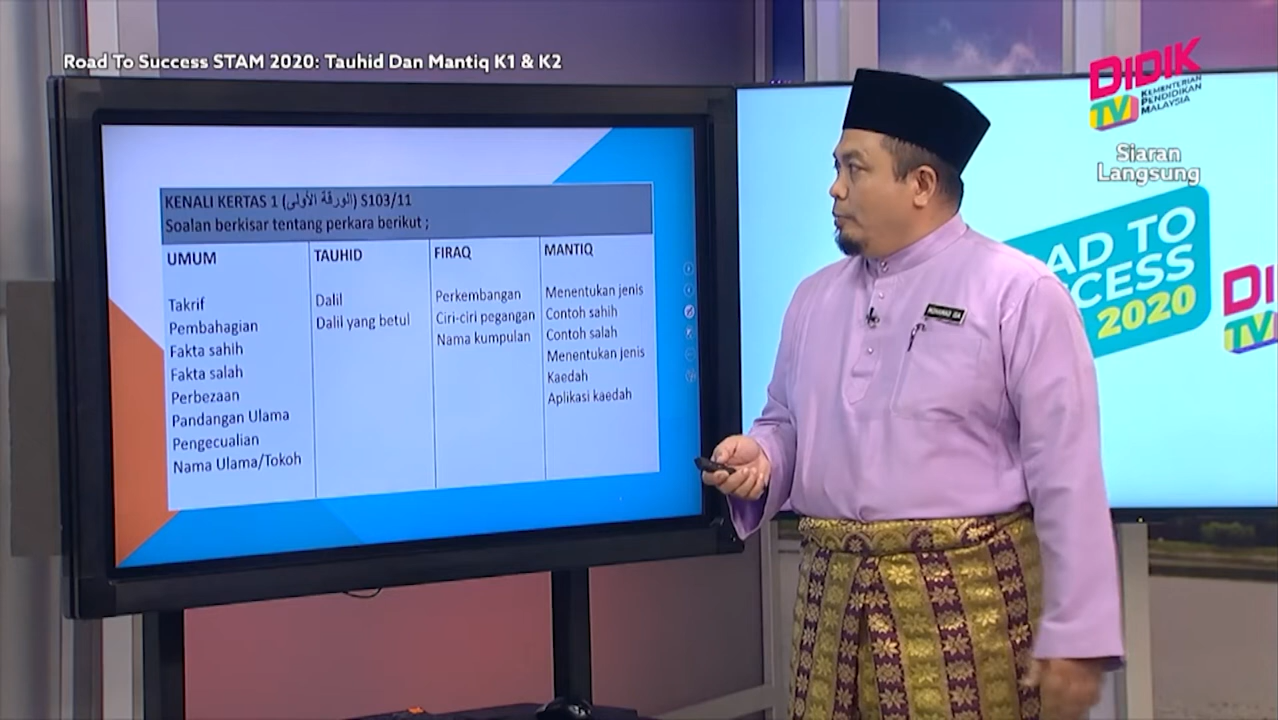 Road To Success STAM 2020: Tauhid Dan Mantiq K1 & K2
DIDIK
TV
KEMENTERIAN
PENDIDIKAN
MALAYSIA
Siaran
Langsung
KENALI KERTAS 1 (الورقة الأولى) S103/11
Soalan berkisar tentang perkara berikut ;
UMUM
Takrif
Pembahagian
Fakta sahih
Fakta salah
Perbezaan
Pandangan Ulama
Pengecualian
Nama Ulama/Tokoh
TAUHID
Dalil
Dalil yang betul
FIRAQ
Perkembangan
Ciri-ciri pegangan
Nama kumpulan
MANTIQ
Menentukan jenis
Contoh sahih
Contoh salah
Menentukan jenis
Kaedah
Aplikasi kaedah
MOHAMAD ISA
AD TO
CESS
2020
DI
TV